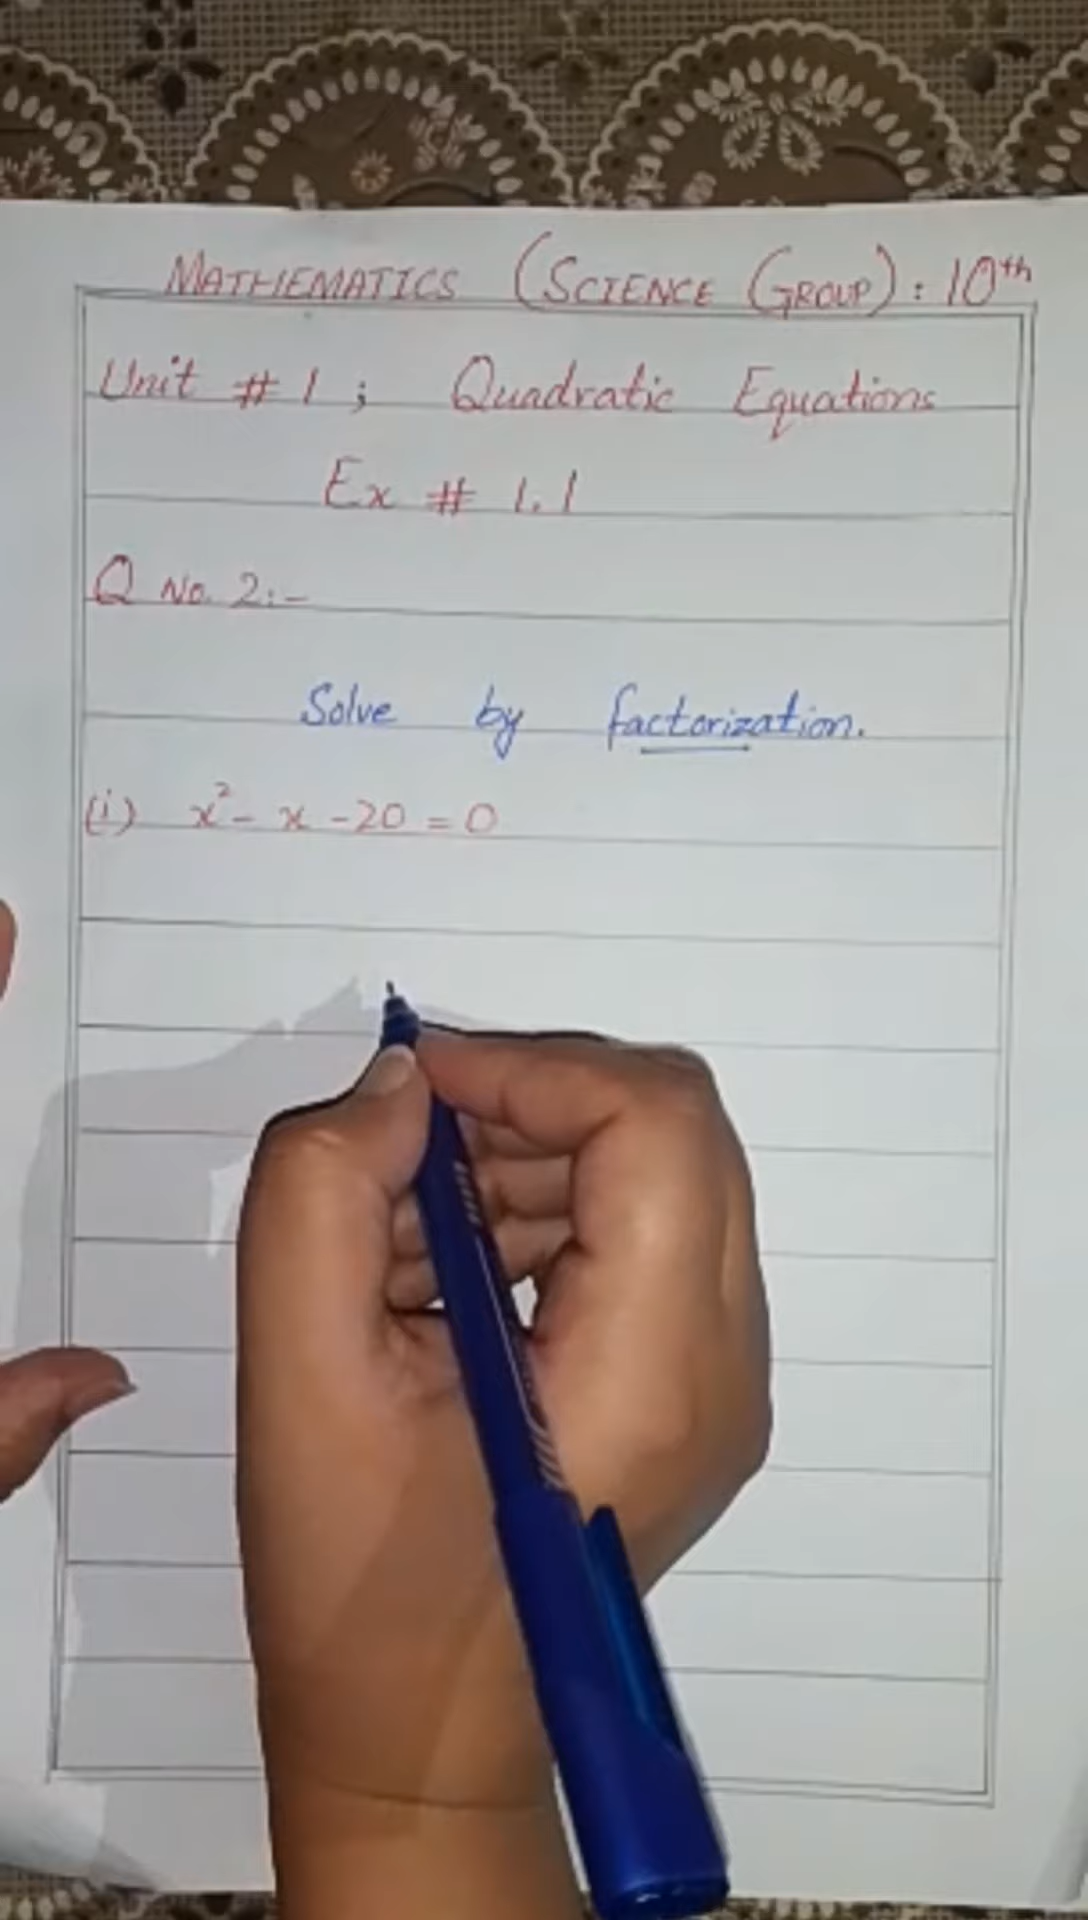 MATHEMATICS (SCIENCE GROUP): 10th
Unit # 1 ; Quadratic Equations
Ex # 1.1
Q No. 2:-
Solve by factorization.
(i) x² - x - 20 = 0